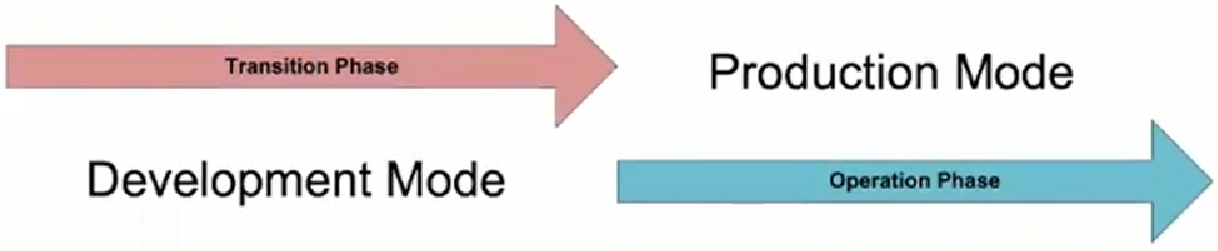 Transition Phase
Production Mode
Development Mode
Operation Phase